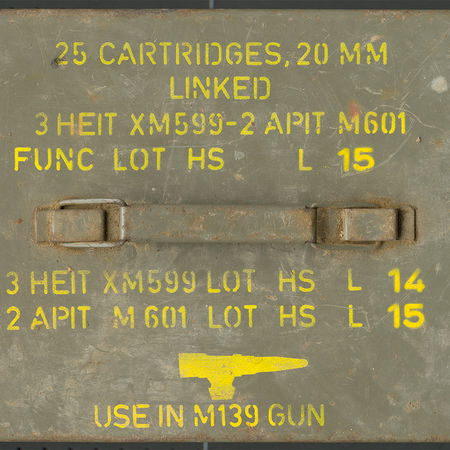 25 CARTRIDGES, 20 MM
LINKED
3 HEIT XM599-2 APIT M601
FUNC LOT HS L 15
3 HEIT XM599 LOT HS L 14
2 APIT M 601 LOT HS L 15
USE IN M139 GUN